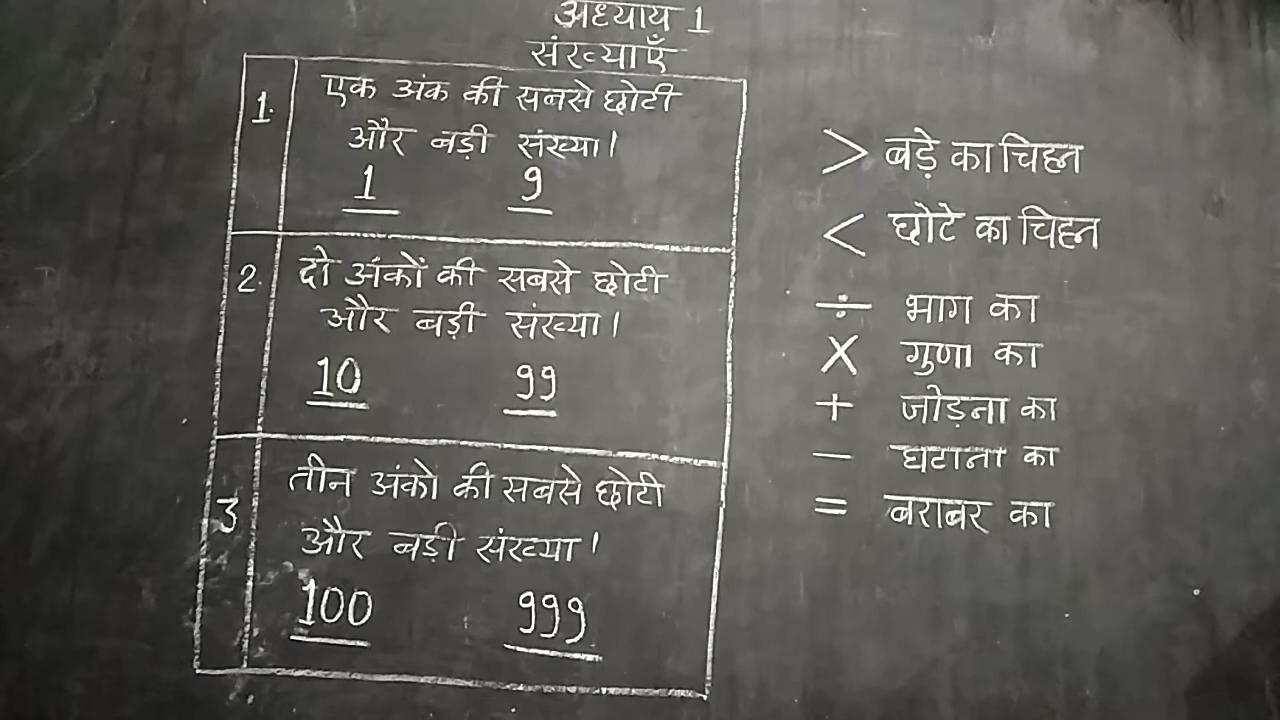 अध्याय 1
संख्याएँ
1. एक अंक की सबसे छोटी
और बड़ी संख्या।
1 9
2. दो अंकों की सबसे छोटी
और बड़ी संख्या।
10 99
3 तीन अंको की सबसे छोटी
और बड़ी संख्या।
100 999
> बड़े का चिह्न
< छोटे का चिह्न
÷ भाग का
× गुणा का
+ जोड़ना का
− घटाना का
= बराबर का